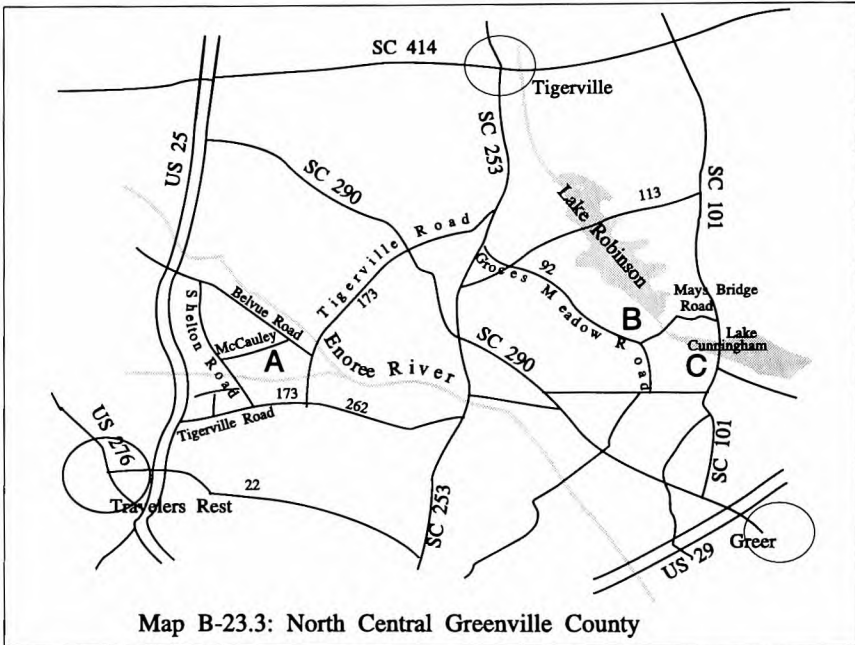 SC 414
Tigerville
US 25
SC 253
SC 290
SC 101
113
Lake Robinson
Tigerville Road
173
Groces Meadow Road
92
Mays Bridge
Road
Shelton Road
Belvue Road
McCauley
A
B
C
Lake
Cunningham
Enoree River
SC 290
173
262
Tigerville Road
US 276
Travelers Rest
22
SC 253
SC 101
US 29
Greer
Map B-23.3: North Central Greenville County